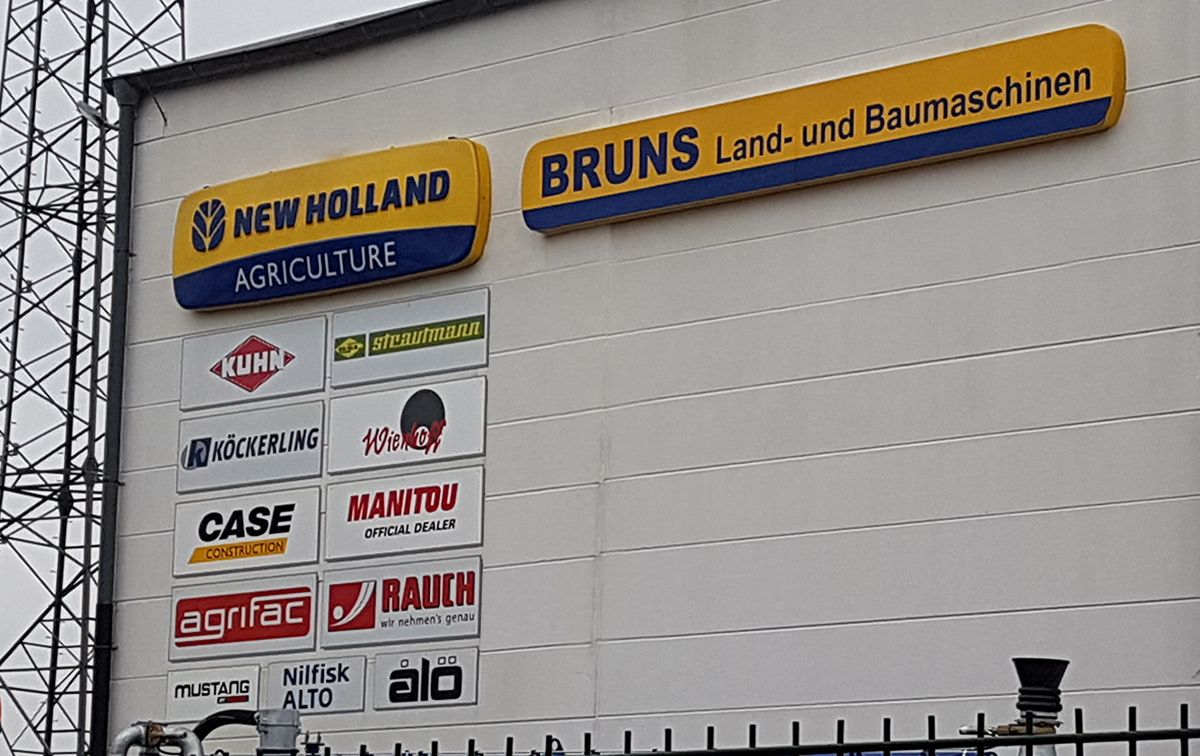 BRUNS Land- und Baumaschinen
NEW HOLLAND
AGRICULTURE
KUHN
strautmann
KÖCKERLING
Wienhoff
CASE
CONSTRUCTION
MANITOU
OFFICIAL DEALER
agrifac
RAUCH
wir nehmen's genau
MUSTANG
Nilfisk
ALTO
älö